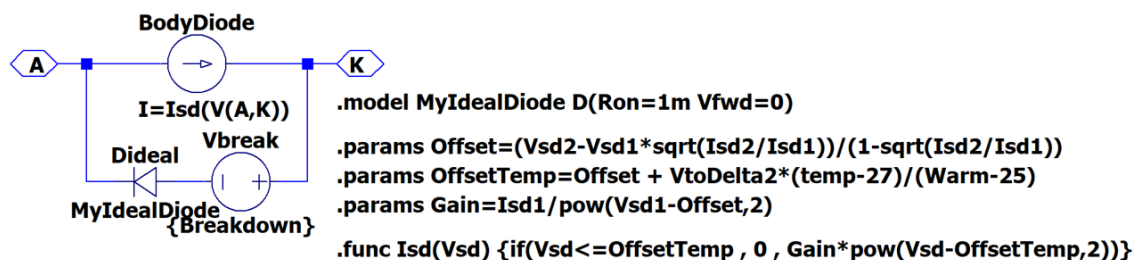 BodyDiode
A
K
I=Isd(V(A,K))
Dideal
Vbreak
MyIdealDiode
{Breakdown}
.model MyIdealDiode D(Ron=1m Vfwd=0)
.params Offset=(Vsd2-Vsd1*sqrt(Isd2/Isd1))/(1-sqrt(Isd2/Isd1))
.params OffsetTemp=Offset + VtoDelta2*(temp-27)/(Warm-25)
.params Gain=Isd1/pow(Vsd1-Offset,2)
.func Isd(Vsd) {if(Vsd<=OffsetTemp , 0 , Gain*pow(Vsd-OffsetTemp,2))}